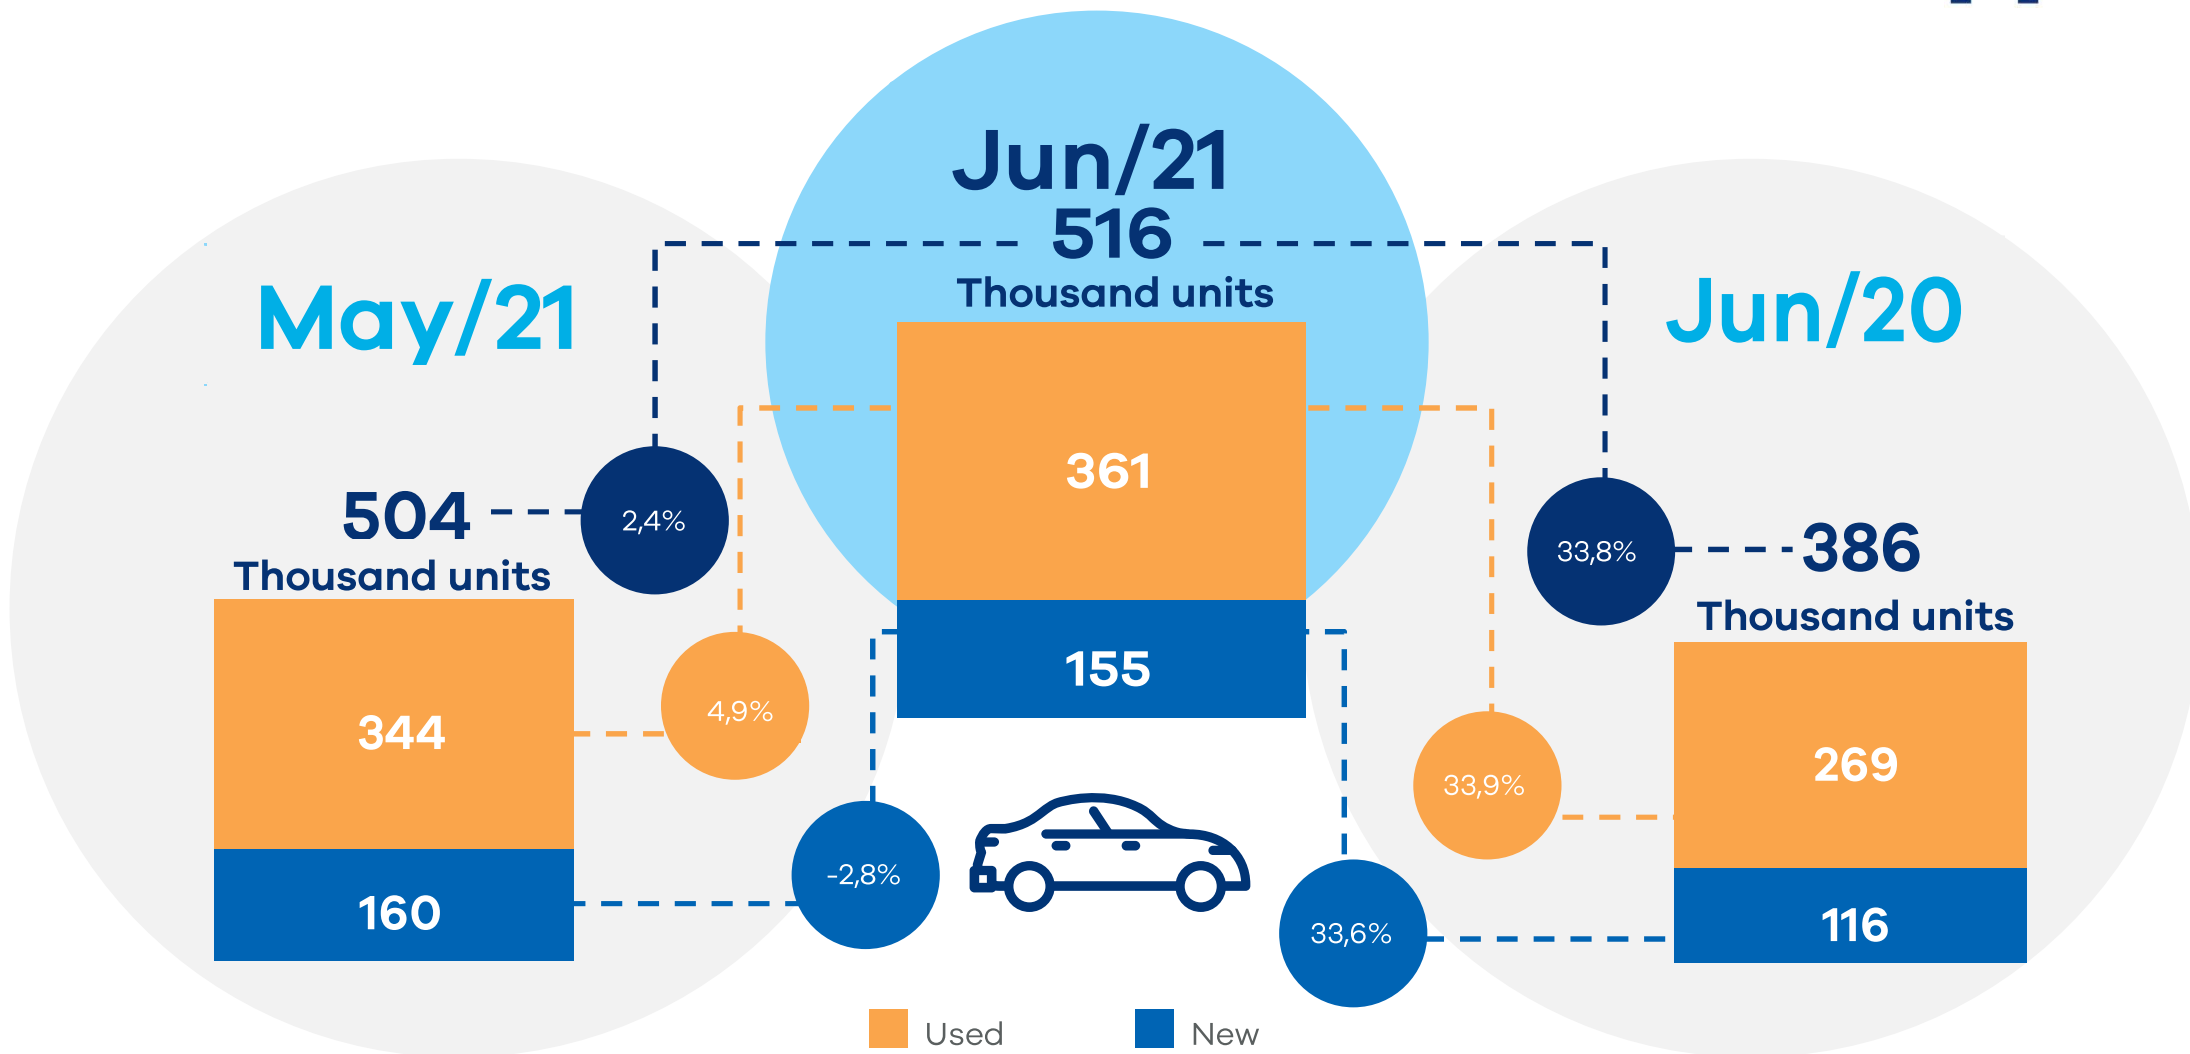 Jun/21
516
Thousand units
361
155
May/21
504
Thousand units
344
160
2,4%
4,9%
-2,8%
Jun/20
386
Thousand units
269
116
33,8%
33,9%
33,6%
Used
New